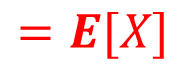 = E[X]